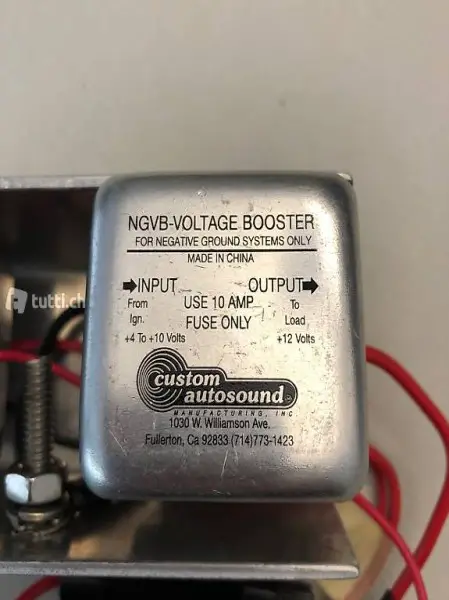 NGVB-VOLTAGE BOOSTER
FOR NEGATIVE GROUND SYSTEMS ONLY
MADE IN CHINA
➡INPUT OUTPUT➡
From USE 10 AMP To
Ign. FUSE ONLY Load
+4 To +10 Volts +12 Volts
custom
autosound
MANUFACTURING, INC
1030 W. Williamson Ave.
Fullerton, Ca 92833 (714)773-1423
tutti.ch